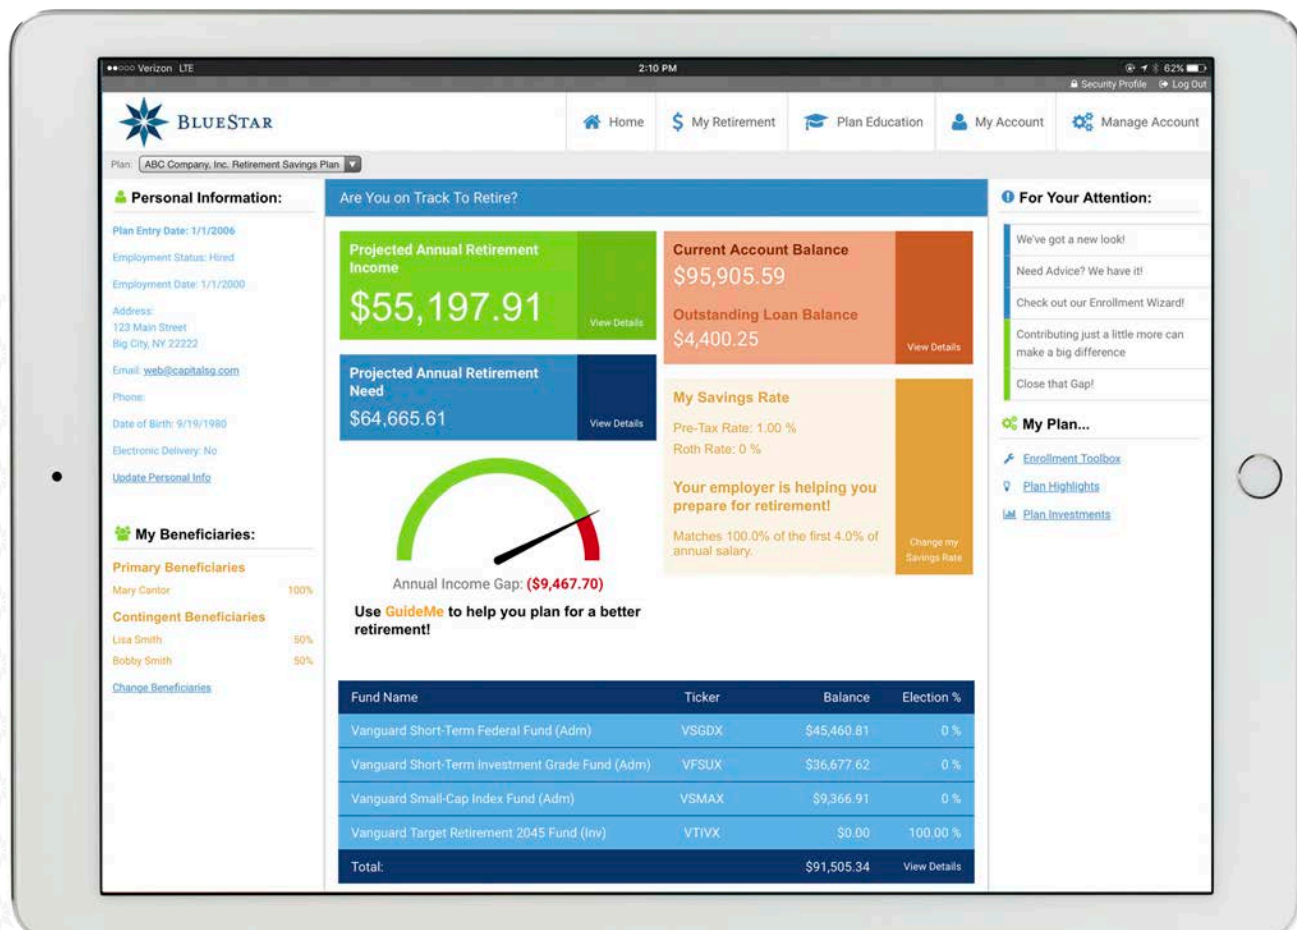 Verizon LTE
2:10 PM
62%
Security Profile
Log Out
BLUESTAR
Home
My Retirement
Plan Education
My Account
Manage Account
Plan:
ABC Company, Inc. Retirement Savings Plan
Personal Information:
Plan Entry Date: 1/1/2006
Employment Status: Hired
Employment Date: 1/1/2000
Address:
123 Main Street
Big City, NY 22222
Email: web@capitalsg.com
Phone:
Date of Birth: 9/19/1980
Electronic Delivery: No
Update Personal Info
My Beneficiaries:
Primary Beneficiaries
Mary Cantor 100%
Contingent Beneficiaries
Lisa Smith 50%
Bobby Smith 50%
Change Beneficiaries
Are You on Track To Retire?
Projected Annual Retirement
Income
$55,197.91
View Details
Projected Annual Retirement
Need
$64,665.61
View Details
Annual Income Gap: ($9,467.70)
Use GuideMe to help you plan for a better
retirement!
Current Account Balance
$95,905.59
Outstanding Loan Balance
$4,400.25
View Details
My Savings Rate
Pre-Tax Rate: 1.00 %
Roth Rate: 0 %
Your employer is helping you
prepare for retirement!
Matches 100.0% of the first 4.0% of
annual salary.
Change my
Savings Rate
Fund Name Ticker Balance Election %
Vanguard Short-Term Federal Fund (Adm) VSGDX $45,460.81 0 %
Vanguard Short-Term Investment Grade Fund (Adm) VFSUX $36,677.62 0 %
Vanguard Small-Cap Index Fund (Adm) VSMAX $9,366.91 0 %
Vanguard Target Retirement 2045 Fund (Inv) VTIVX $0.00 100.00 %
Total: $91,505.34 View Details
For Your Attention:
We've got a new look!
Need Advice? We have it!
Check out our Enrollment Wizard!
Contributing just a little more can
make a big difference
Close that Gap!
My Plan...
Enrollment Toolbox
Plan Highlights
Plan Investments